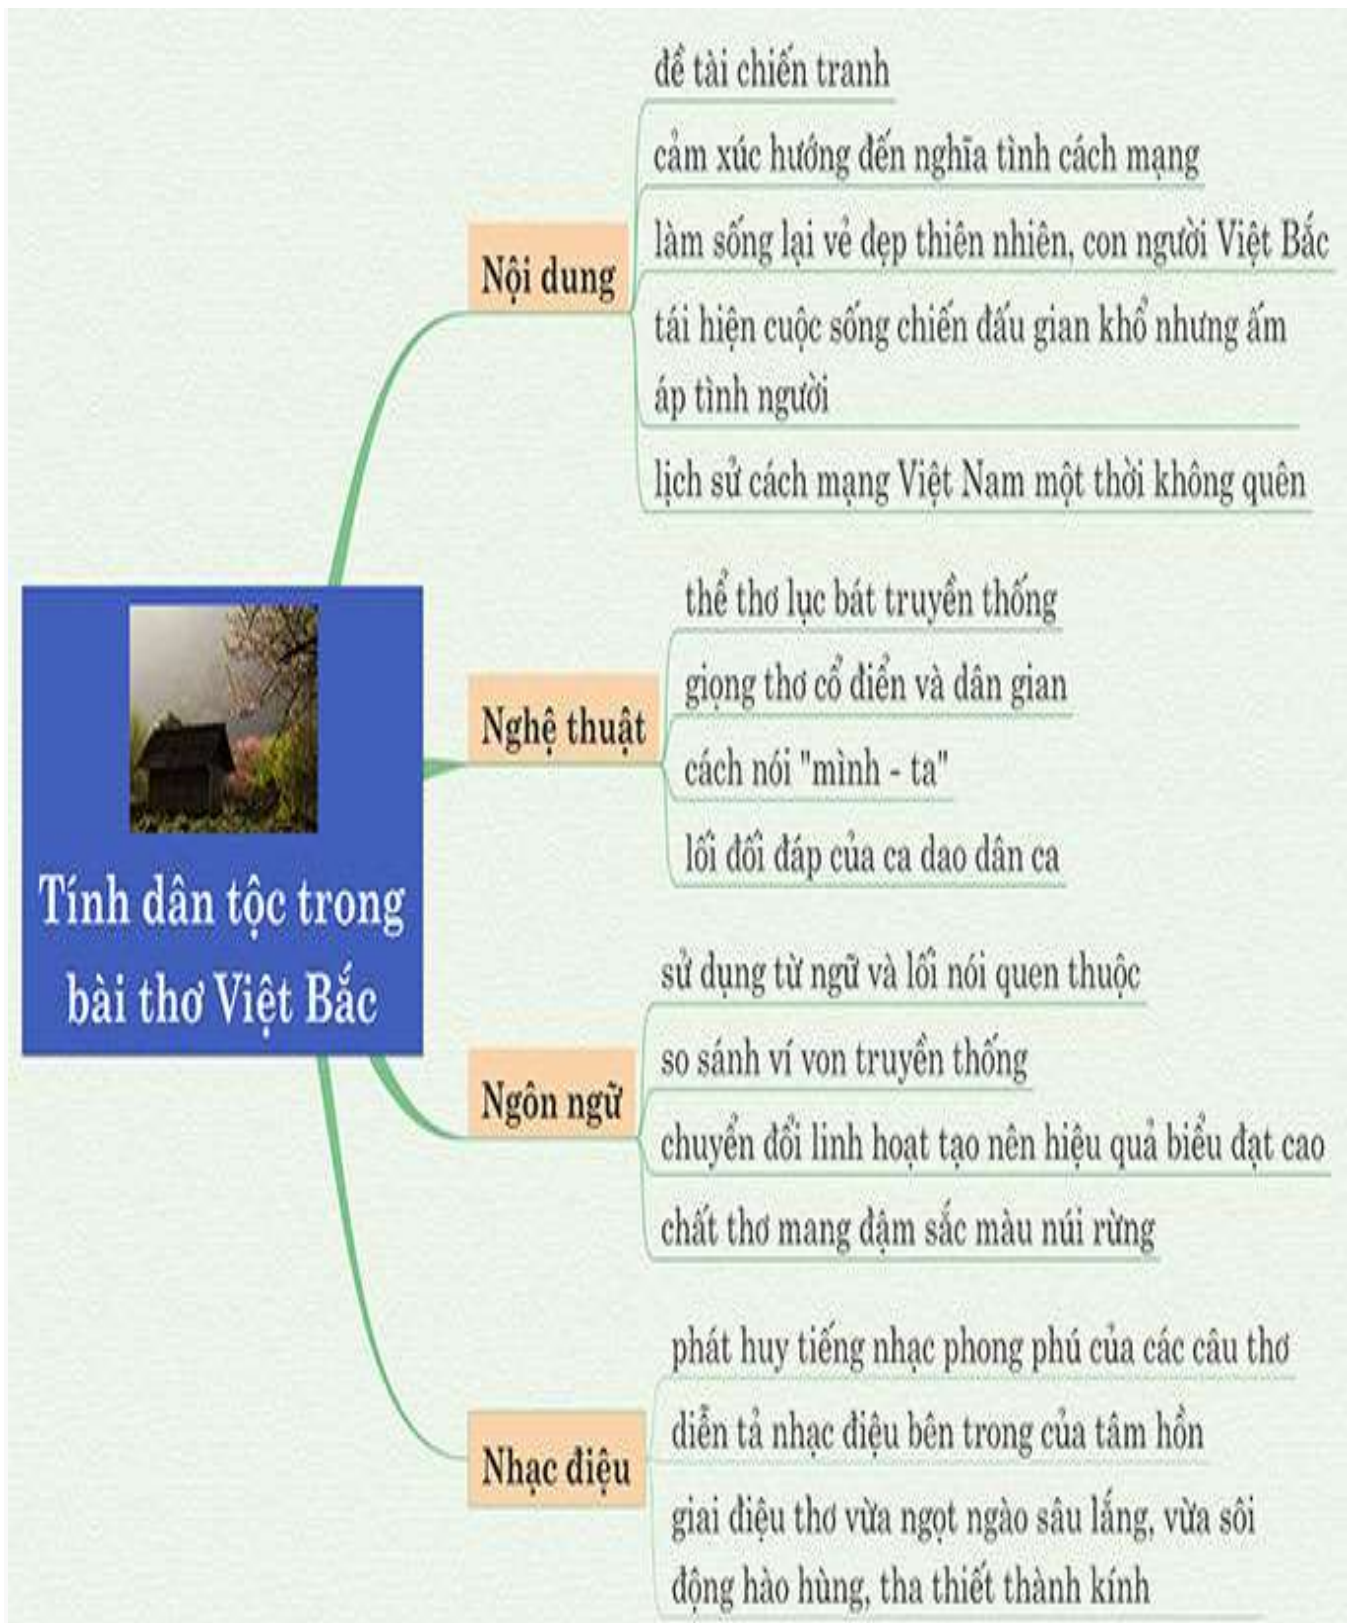 đề tài chiến tranh
cảm xúc hướng đến nghĩa tình cách mạng
Nội dung
làm sống lại vẻ đẹp thiên nhiên, con người Việt Bắc
tái hiện cuộc sống chiến đấu gian khổ nhưng ấm
áp tình người
lịch sử cách mạng Việt Nam một thời không quên
Tính dân tộc trong
bài thơ Việt Bắc
Nghệ thuật
thể thơ lục bát truyền thống
giọng thơ cổ điển và dân gian
cách nói "mình - ta"
lối đối đáp của ca dao dân ca
Ngôn ngữ
sử dụng từ ngữ và lối nói quen thuộc
so sánh ví von truyền thống
chuyển đổi linh hoạt tạo nên hiệu quả biểu đạt cao
chất thơ mang đậm sắc màu núi rừng
Nhạc điệu
phát huy tiếng nhạc phong phú của các câu thơ
diễn tả nhạc điệu bên trong của tâm hồn
giai điệu thơ vừa ngọt ngào sâu lắng, vừa sôi
động hào hùng, tha thiết thành kính